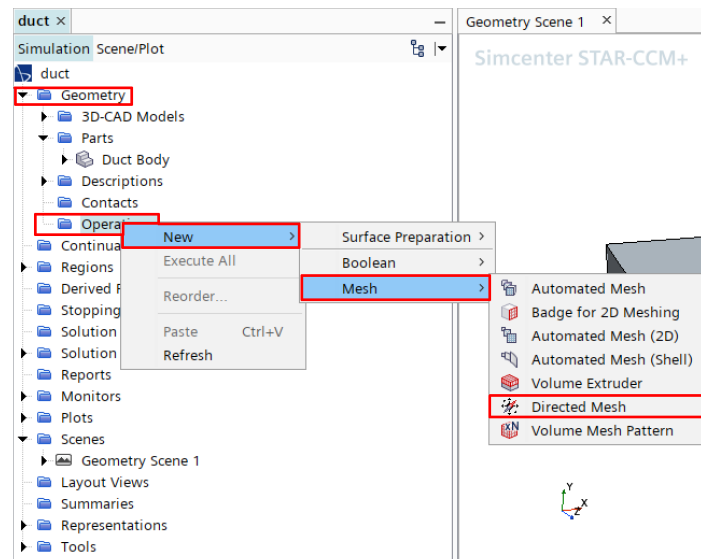 duct ×
Geometry Scene 1 ×
Simulation Scene/Plot
Simcenter STAR-CCM+
duct
Geometry
3D-CAD Models
Parts
Duct Body
Descriptions
Contacts
Continua
Regions
Derived
Stopping
Solution
Solution
Reports
Monitors
Plots
Scenes
Geometry Scene 1
Layout Views
Summaries
Representations
Tools
New >
Execute All
Reorder...
Paste Ctrl+V
Refresh
Surface Preparation >
Boolean >
Mesh >
Automated Mesh
Badge for 2D Meshing
Automated Mesh (2D)
Automated Mesh (Shell)
Volume Extruder
Directed Mesh
Volume Mesh Pattern
Y
X
Z